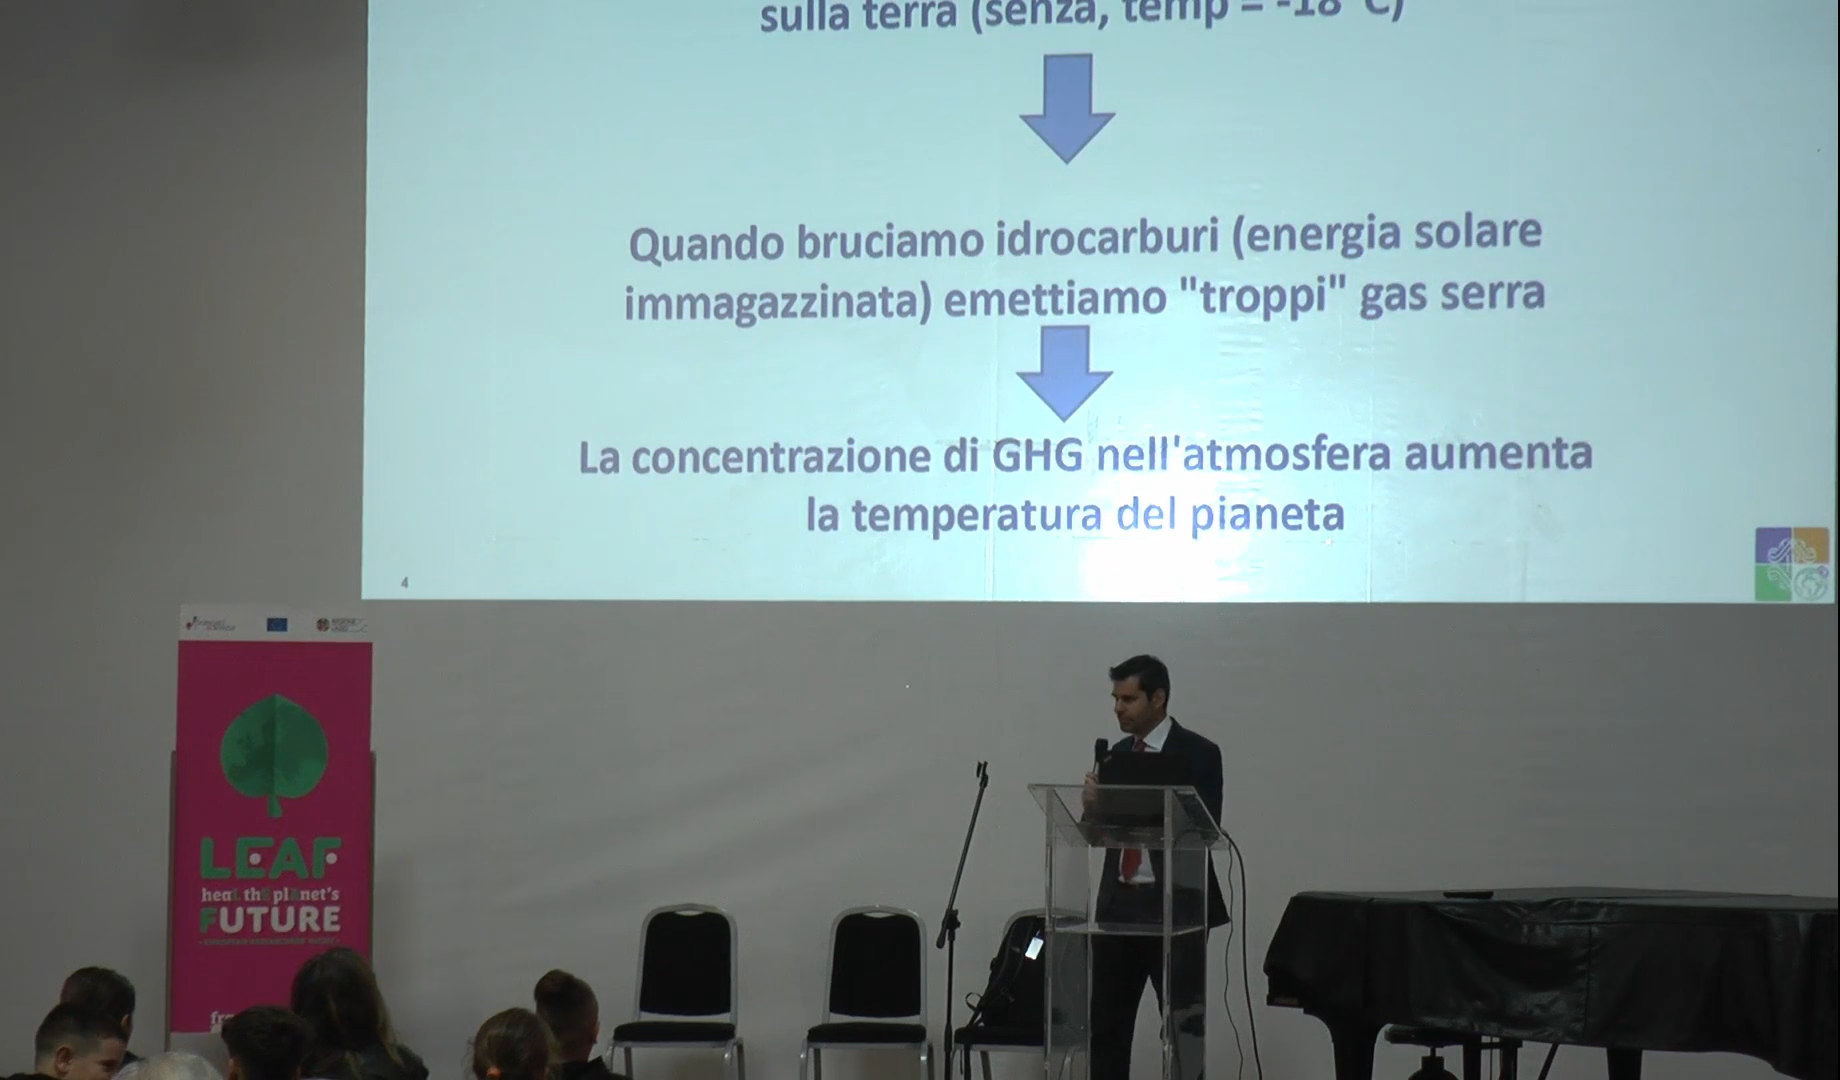 sulla terra (senza, temp = -18°C)
Quando bruciamo idrocarburi (energia solare
immagazzinata) emettiamo "troppi" gas serra
La concentrazione di GHG nell'atmosfera aumenta
la temperatura del pianeta
4
LEAF
heal the planet's
FUTURE